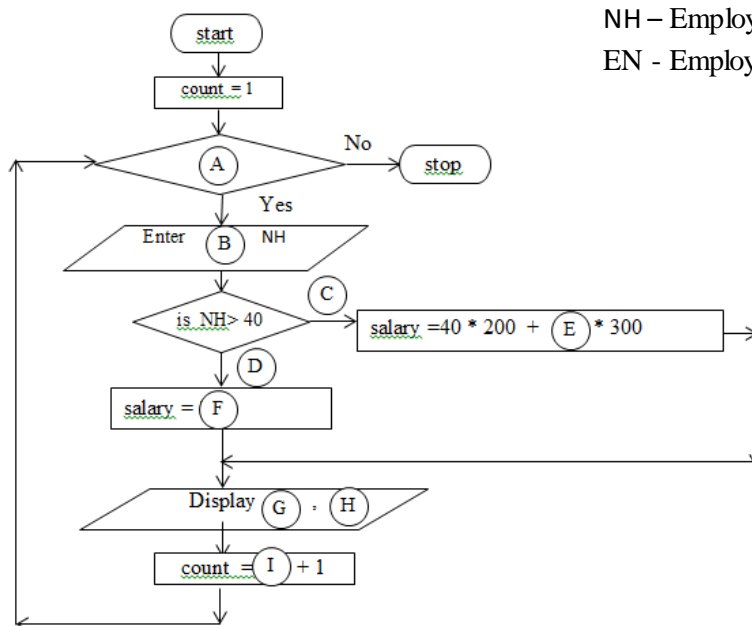 NH – Employ
start
EN - Employ
count = 1
No
A
stop
Yes
Enter B NH
C
is NH> 40
salary =40 * 200 + E * 300
D
salary = F
Display G , H
count = I + 1